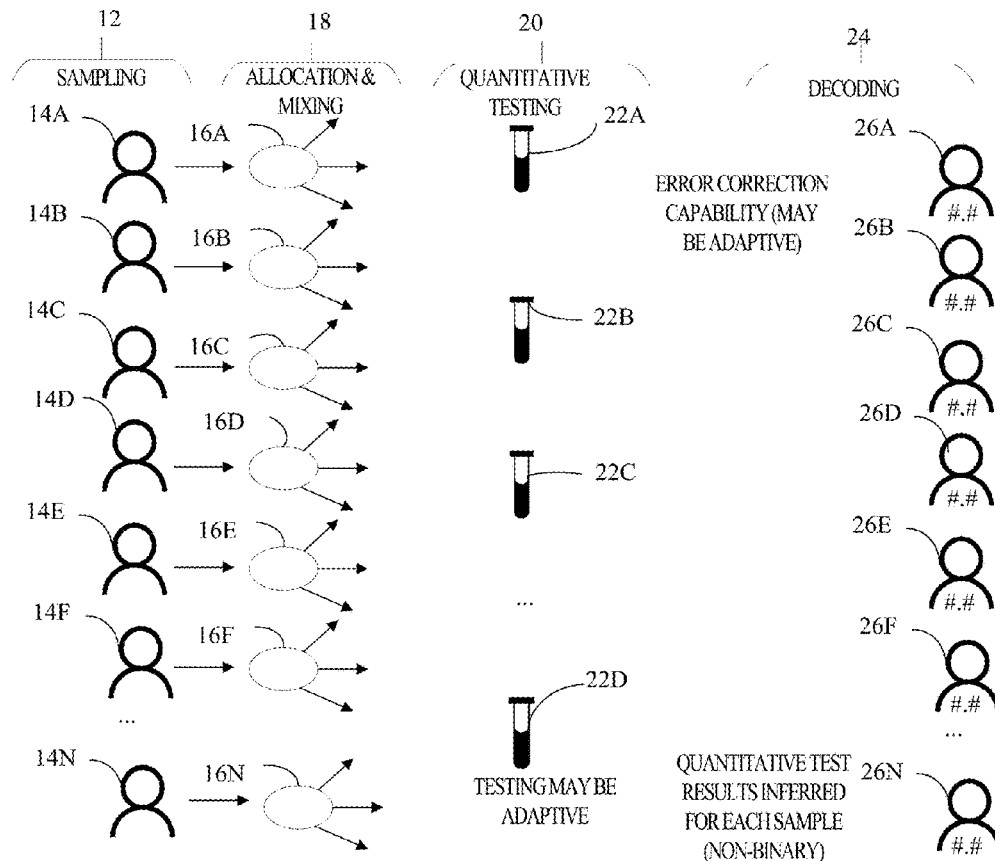 12
18
20
24
SAMPLING
ALLOCATION &
MIXING
QUANTITATIVE
TESTING
DECODING
14A
16A
22A
26A
ERROR CORRECTION
CAPABILITY (MAY
BE ADAPTIVE)
#.#
14B
16B
26B
#.#
14C
16C
22B
26C
#.#
14D
16D
22C
26D
#.#
14E
16E
26E
#.#
...
14F
16F
26F
#.#
...
...
22D
14N
16N
TESTING MAY BE
ADAPTIVE
QUANTITATIVE TEST
RESULTS INFERRED
FOR EACH SAMPLE
(NON-BINARY)
26N
#.#